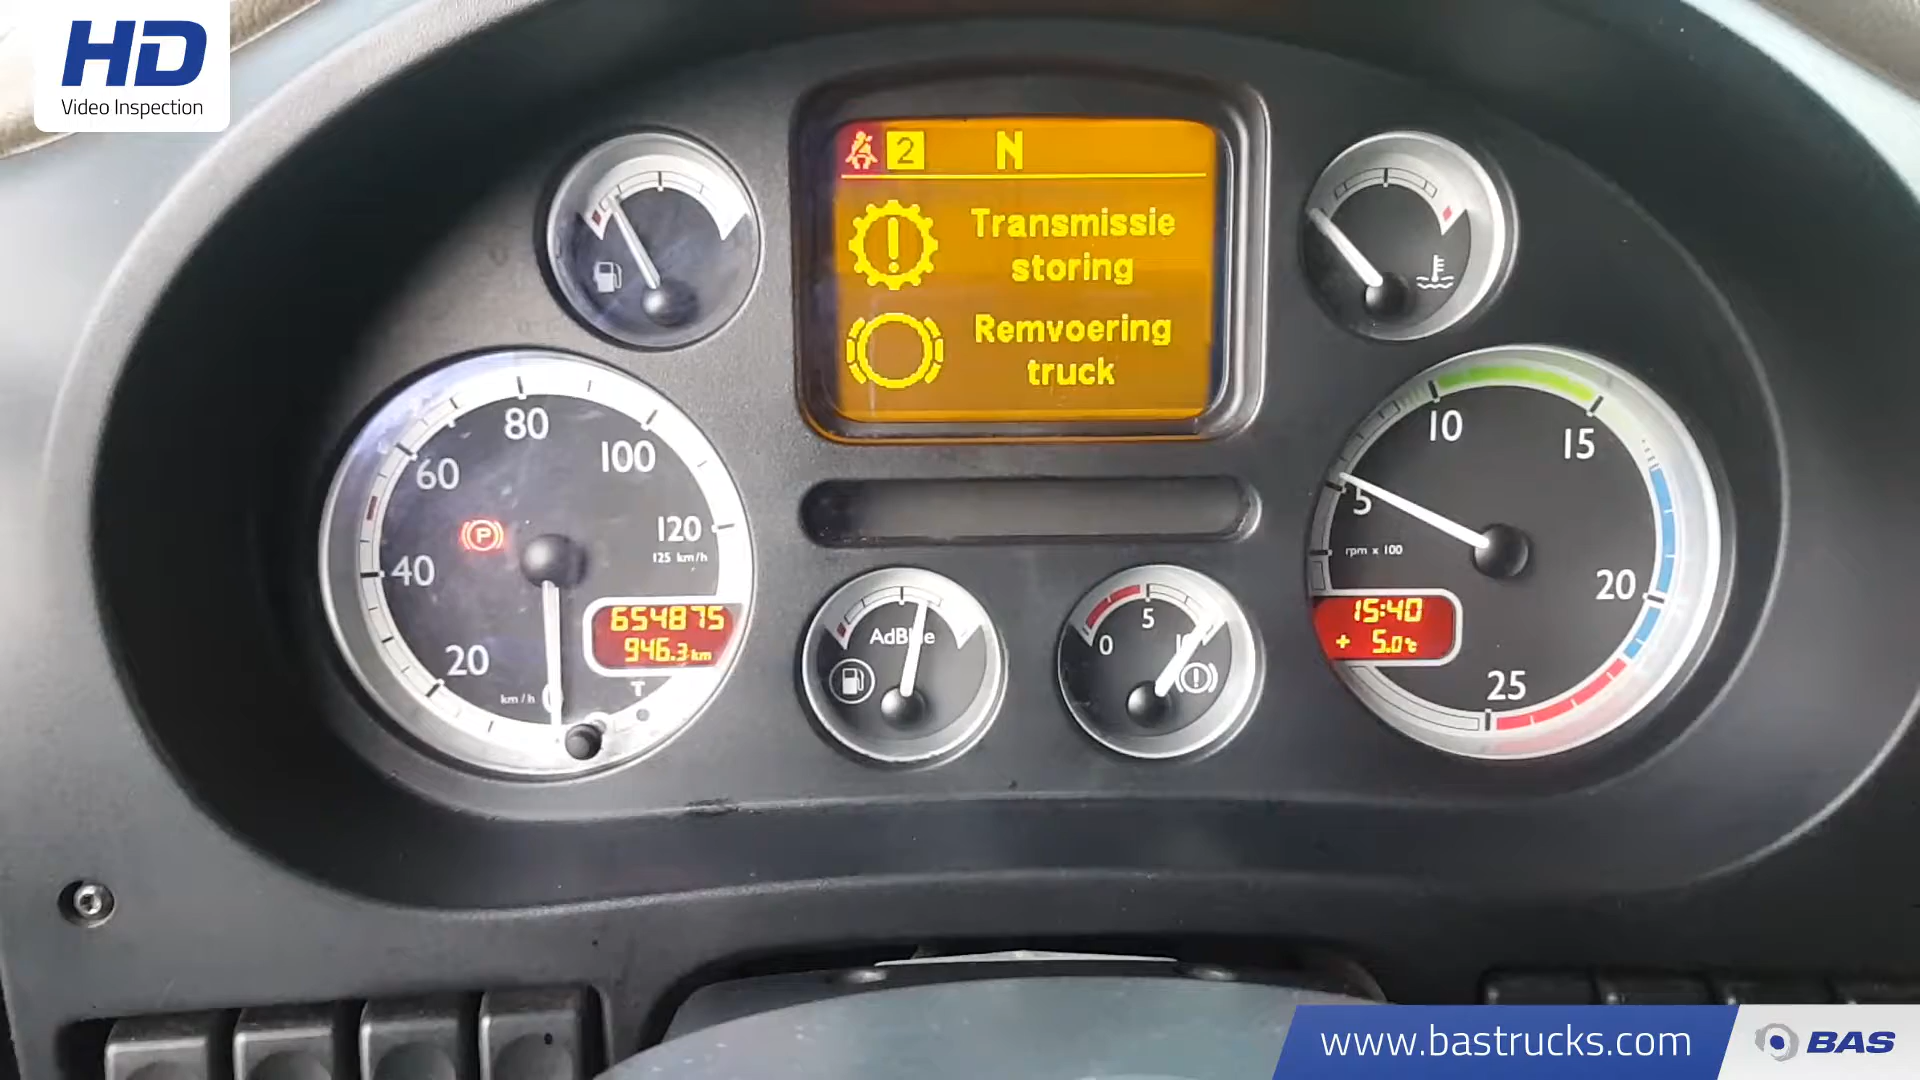 HD
Video Inspection
2 N
Transmissie
storing
Remvoering
truck
80
100
60
120
125 km/h
40
20
km/h 0
654875
946.3 km
T
AdBlue
0 5 10
10
15
5
rpm x 100
20
25
15:40
+ 5.0°c
P
www.bastrucks.com
BAS